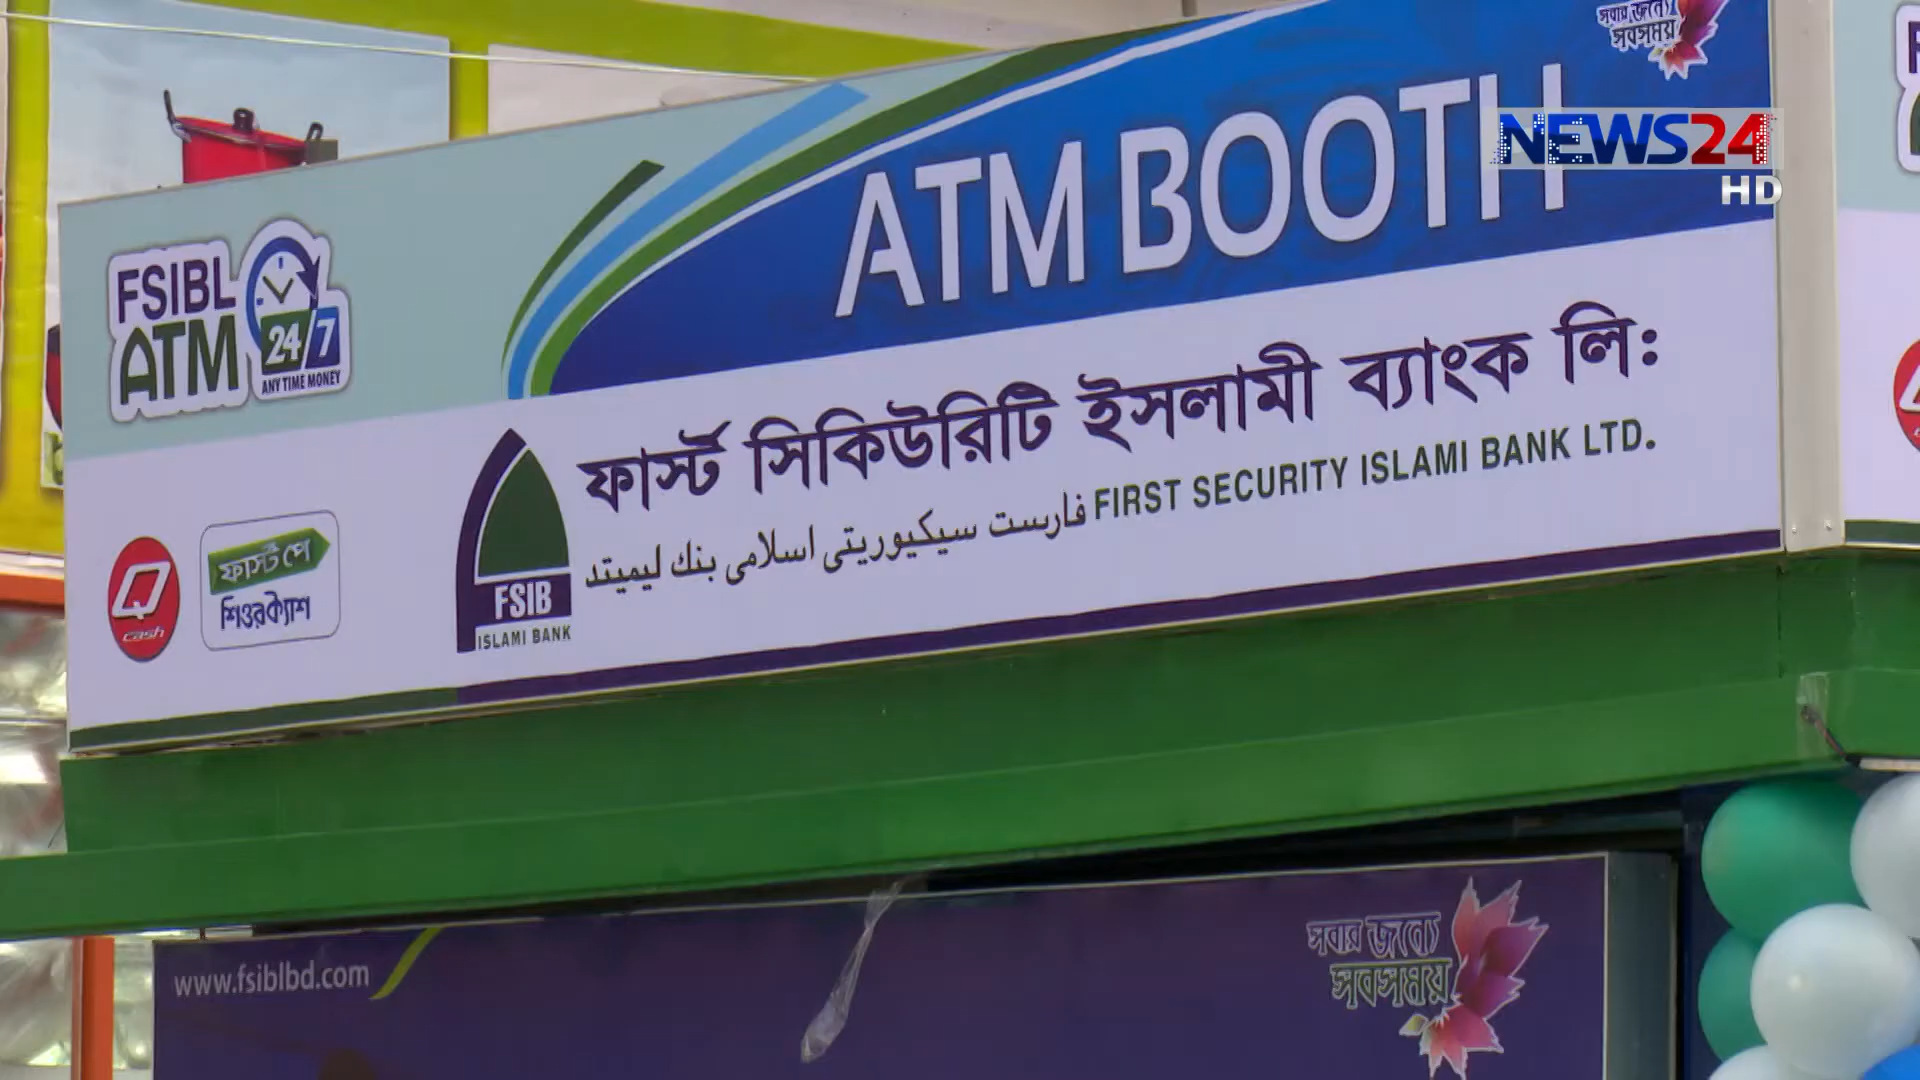 সবার জন্যে
সবসময়
ATM BOOTH
NEWS24
HD
FSIBL
ATM
24/7
ANY TIME MONEY
ফার্স্ট সিকিউরিটি ইসলামী ব্যাংক লি:
فارست سيكيوريتى اسلامى بنك ليميتد FIRST SECURITY ISLAMI BANK LTD.
Q
cash
ফার্স্ট পে
শিওরক্যাশ
FSIB
ISLAMI BANK
www.fsiblbd.com
সবার জন্যে
সবসময়